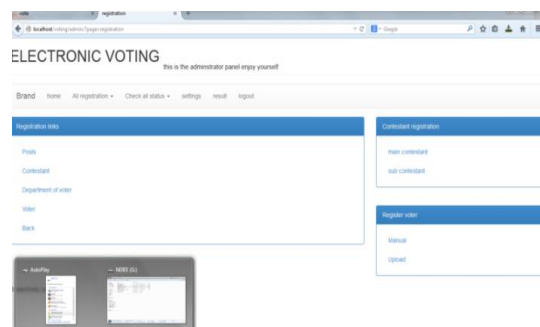 registration
localhost/voting/admin/?page=registration
Google
ELECTRONIC VOTING
this is the adminstrator panel enjoy yourself
Brand home All registration Check all status settings result logout
Registration links
Posts
Contestant
Department of voter
Voter
Back
Contestant registration
main contestant
sub contestant
Register voter
Manual
Upload
AutoPlay